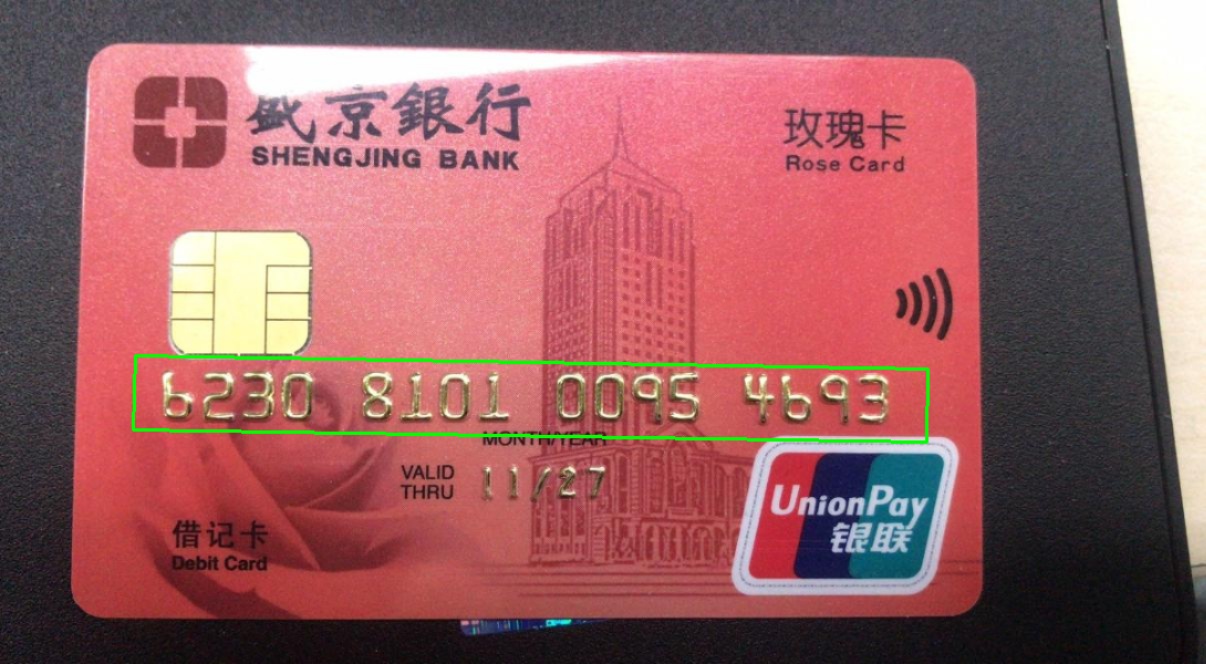 盛京銀行
SHENGJING BANK
玫瑰卡
Rose Card
6230 8101 0095 4693
MONTH/YEAR
VALID THRU 11/27
借记卡
Debit Card
UnionPay
银联